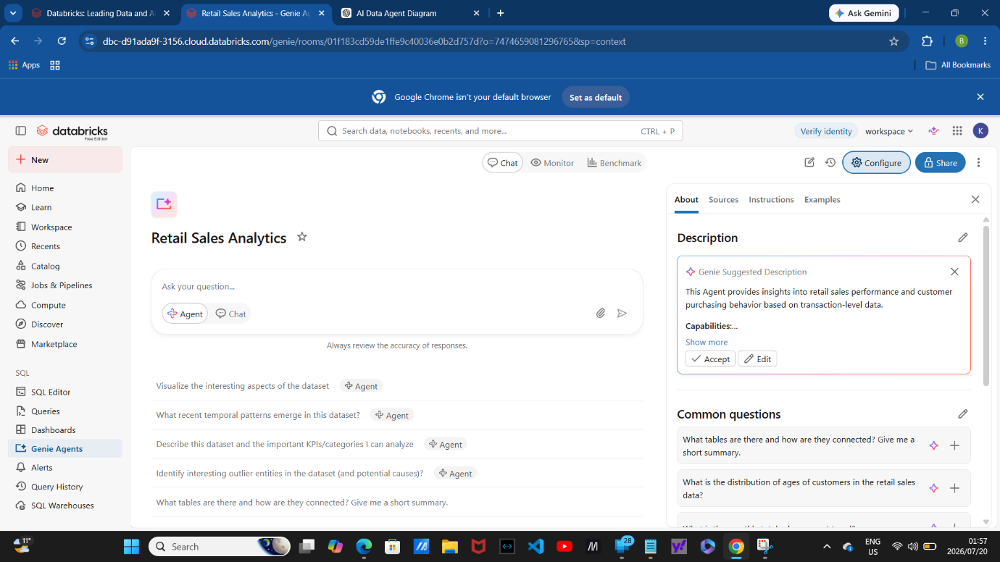 Databricks: Leading Data and A
Retail Sales Analytics - Genie Ag
AI Data Agent Diagram
Ask Gemini
dbc-d91ada9f-3156.cloud.databricks.com/genie/rooms/01f183cd59de1ffe9c40036e0b2d757d?o=7474659081296765&sp=context
B
Apps
All Bookmarks
Google Chrome isn't your default browser
Set as default
databricks
Free Edition
Search data, notebooks, recents, and more...
CTRL + P
Verify identity
workspace
K
New
Home
Learn
Workspace
Recents
Catalog
Jobs & Pipelines
Compute
Discover
Marketplace
SQL
SQL Editor
Queries
Dashboards
Genie Agents
Alerts
Query History
SQL Warehouses
Chat
Monitor
Benchmark
Configure
Share
Retail Sales Analytics
Ask your question...
Agent
Chat
Always review the accuracy of responses.
Visualize the interesting aspects of the dataset
Agent
What recent temporal patterns emerge in this dataset?
Agent
Describe this dataset and the important KPIs/categories I can analyze
Agent
Identify interesting outlier entities in the dataset (and potential causes)?
Agent
What tables are there and how are they connected? Give me a short summary.
About
Sources
Instructions
Examples
Description
Genie Suggested Description
This Agent provides insights into retail sales performance and customer
purchasing behavior based on transaction-level data.
Capabilities:...
Show more
Accept
Edit
Common questions
What tables are there and how are they connected? Give me a
short summary.
What is the distribution of ages of customers in the retail sales
data?
11°
Search
28
ENG
US
01:57
2026/07/20